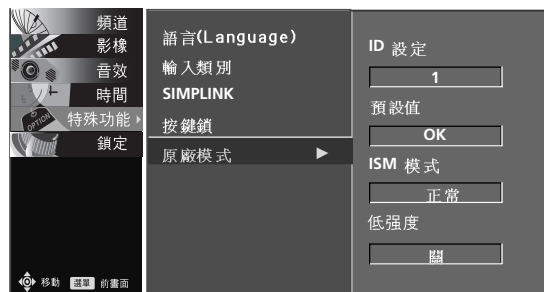 頻道
影像
音效
時間
特殊功能
OPTION
鎖定
移動 選單 前畫面
語言(Language)
輸入類別
SIMPLINK
按鍵鎖
原廠模式
ID 設定
1
預設值
OK
ISM 模式
正常
低强度
關